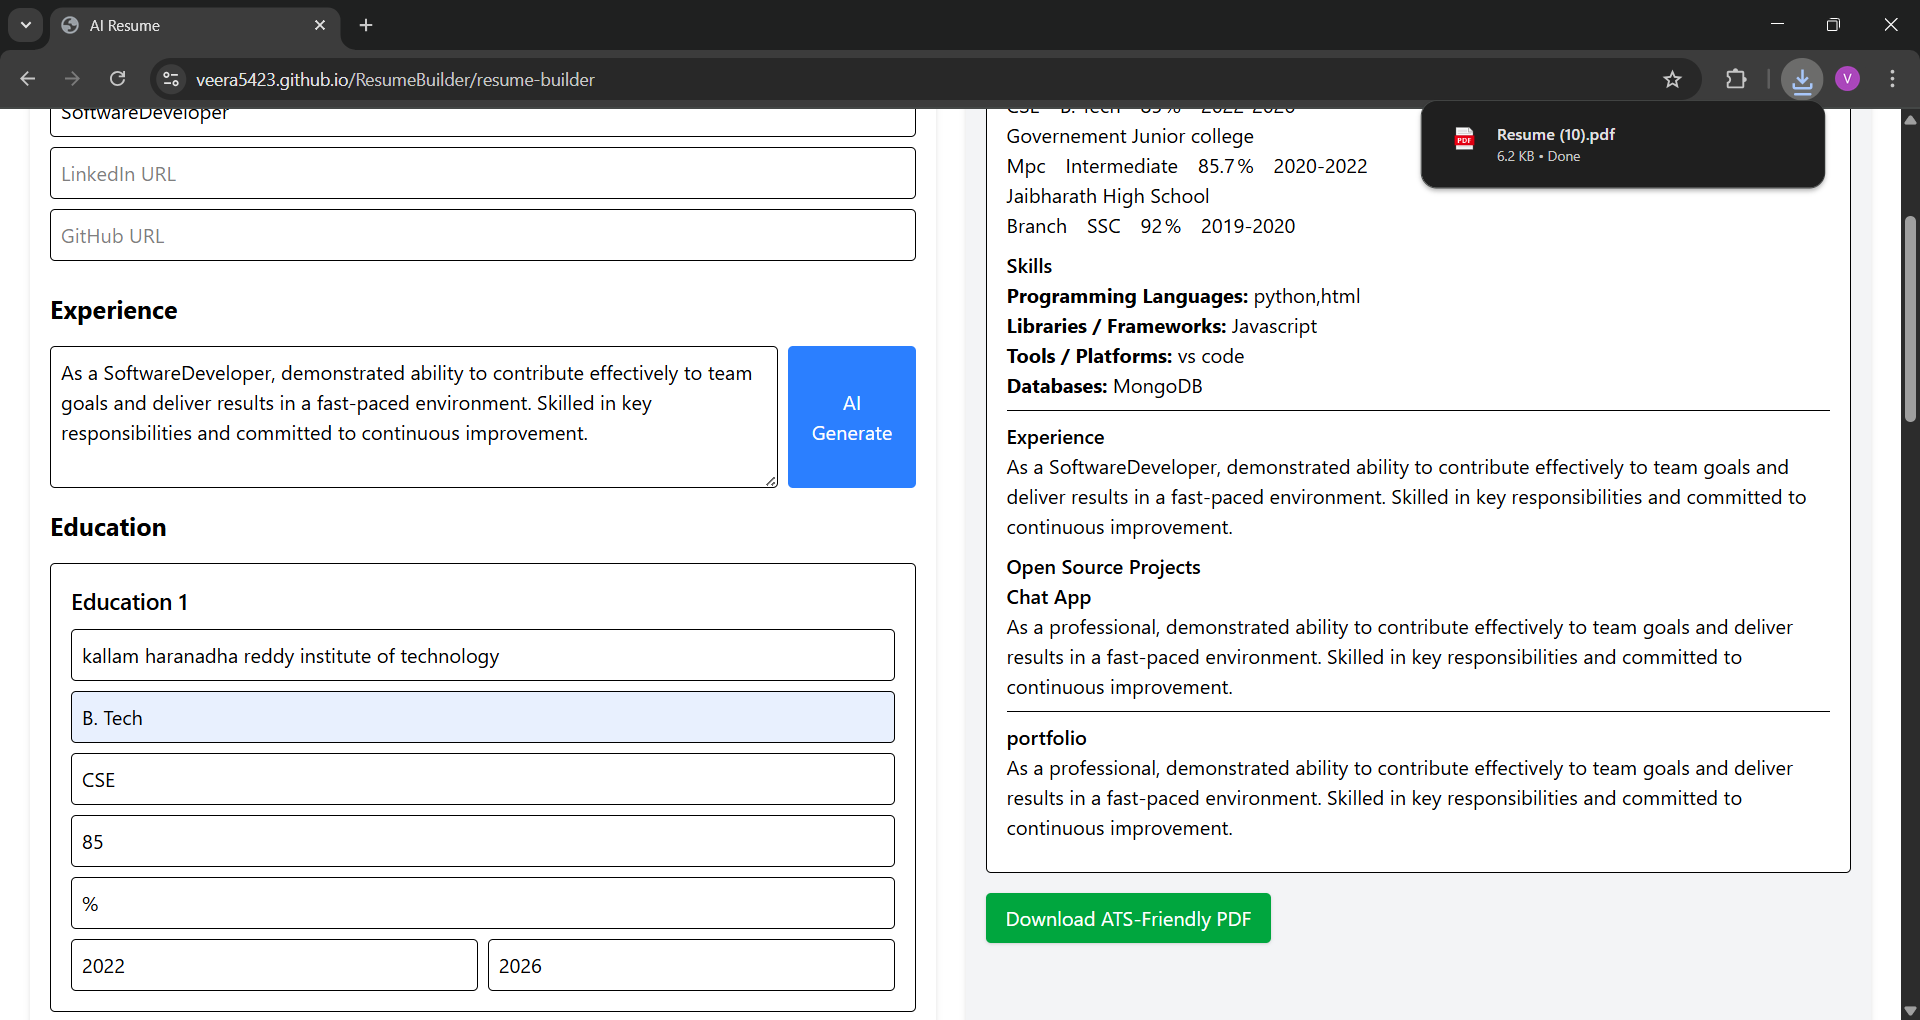 AI Resume
veera5423.github.io/ResumeBuilder/resume-builder
V
Resume (10).pdf
6.2 KB • Done
PDF
SoftwareDeveloper
LinkedIn URL
GitHub URL
Experience
As a SoftwareDeveloper, demonstrated ability to contribute effectively to team
goals and deliver results in a fast-paced environment. Skilled in key
responsibilities and committed to continuous improvement.
AI
Generate
Education
Education 1
kallam haranadha reddy institute of technology
B. Tech
CSE
85
%
2022
2026
CSE B. Tech 85% 2022-2026
Governement Junior college
Mpc Intermediate 85.7% 2020-2022
Jaibharath High School
Branch SSC 92% 2019-2020
Skills
Programming Languages: python,html
Libraries / Frameworks: Javascript
Tools / Platforms: vs code
Databases: MongoDB
Experience
As a SoftwareDeveloper, demonstrated ability to contribute effectively to team goals and
deliver results in a fast-paced environment. Skilled in key responsibilities and committed to
continuous improvement.
Open Source Projects
Chat App
As a professional, demonstrated ability to contribute effectively to team goals and deliver
results in a fast-paced environment. Skilled in key responsibilities and committed to
continuous improvement.
portfolio
As a professional, demonstrated ability to contribute effectively to team goals and deliver
results in a fast-paced environment. Skilled in key responsibilities and committed to
continuous improvement.
Download ATS-Friendly PDF